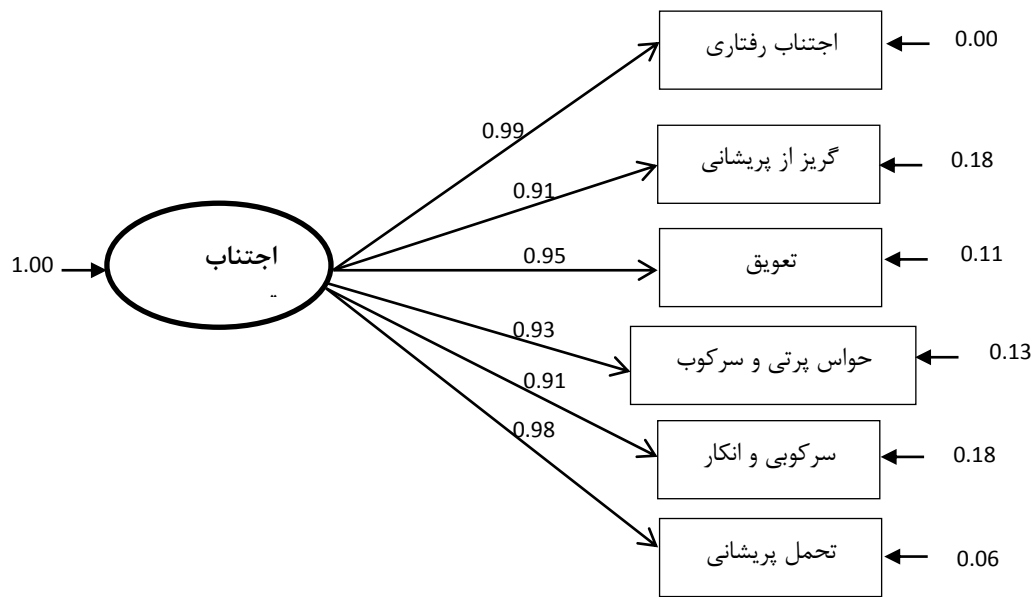 اجتناب رفتاری
0.00
0.99
گریز از پریشانی
0.18
0.91
1.00
اجتناب
0.95
تعویق
0.11
0.93
حواس پرتی و سرکوب
0.13
0.91
سرکوبی و انکار
0.18
0.98
تحمل پریشانی
0.06